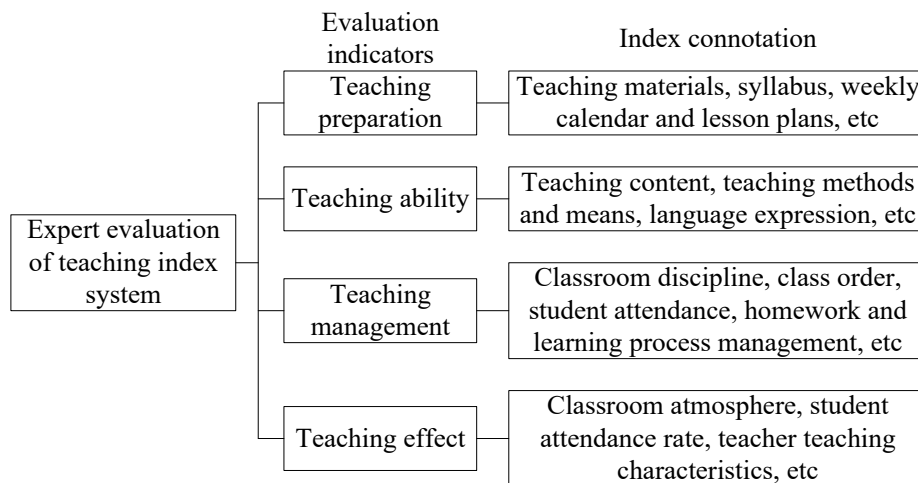 Evaluation
indicators
Index connotation
Expert evaluation
of teaching index
system
Teaching
preparation
Teaching materials, syllabus, weekly
calendar and lesson plans, etc
Teaching ability
Teaching content, teaching methods
and means, language expression, etc
Teaching
management
Classroom discipline, class order,
student attendance, homework and
learning process management, etc
Teaching effect
Classroom atmosphere, student
attendance rate, teacher teaching
characteristics, etc